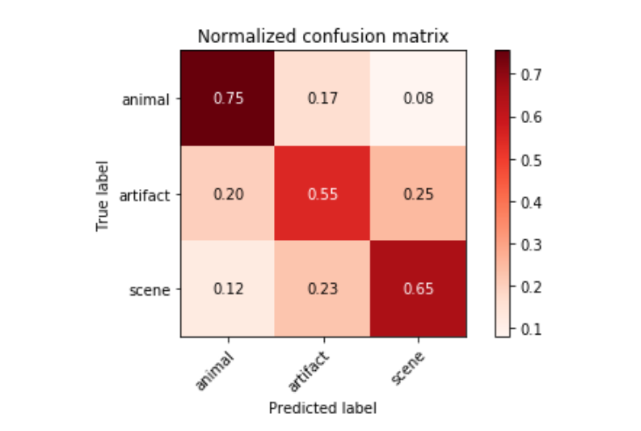 Normalized confusion matrix
animal 0.75 0.17 0.08
artifact 0.20 0.55 0.25
scene 0.12 0.23 0.65
True label
animal artifact scene
Predicted label
0.7
0.6
0.5
0.4
0.3
0.2
0.1